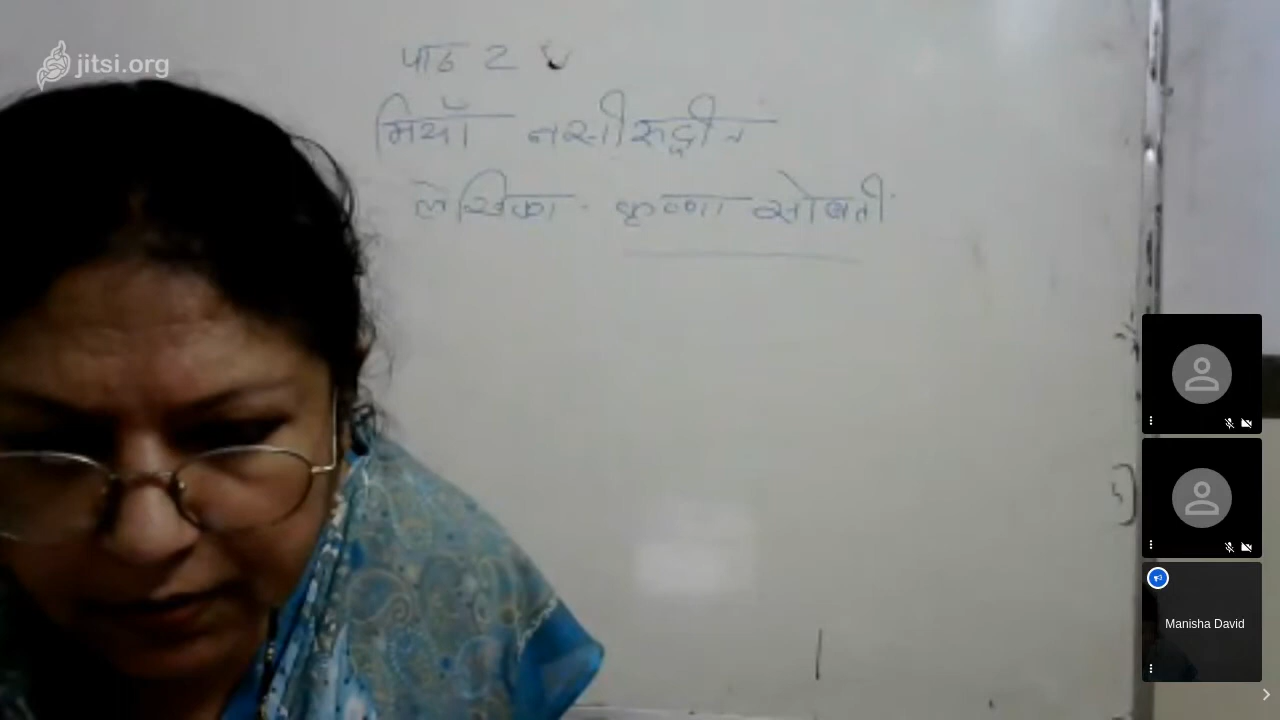 jitsi.org
पाठ 2
मियाँ नसीरुद्दीन
लेखिका - कृष्णा सोबती
Manisha David